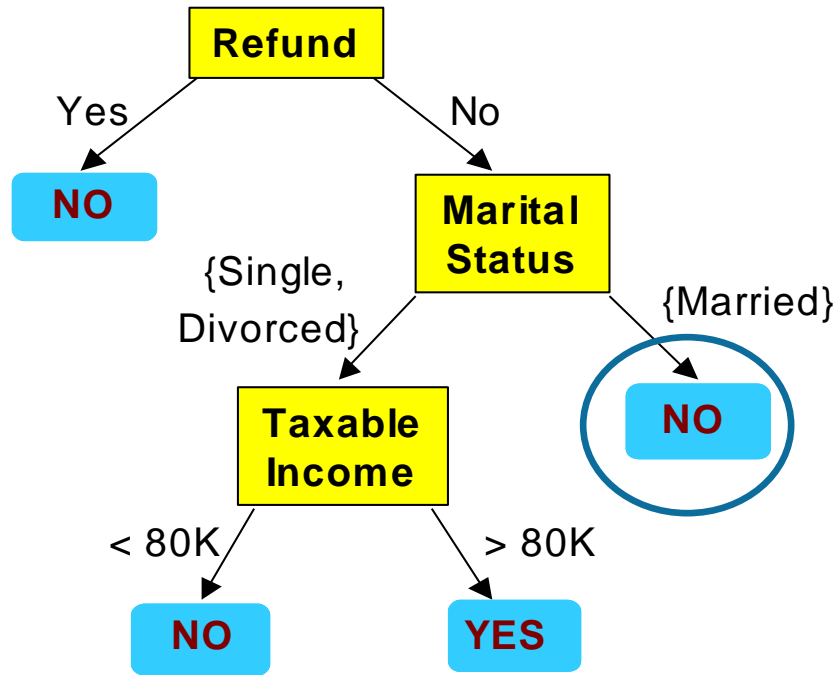 Refund
Yes
No
NO
Marital
Status
{Single,
Divorced}
{Married}
NO
Taxable
Income
< 80K
> 80K
NO
YES